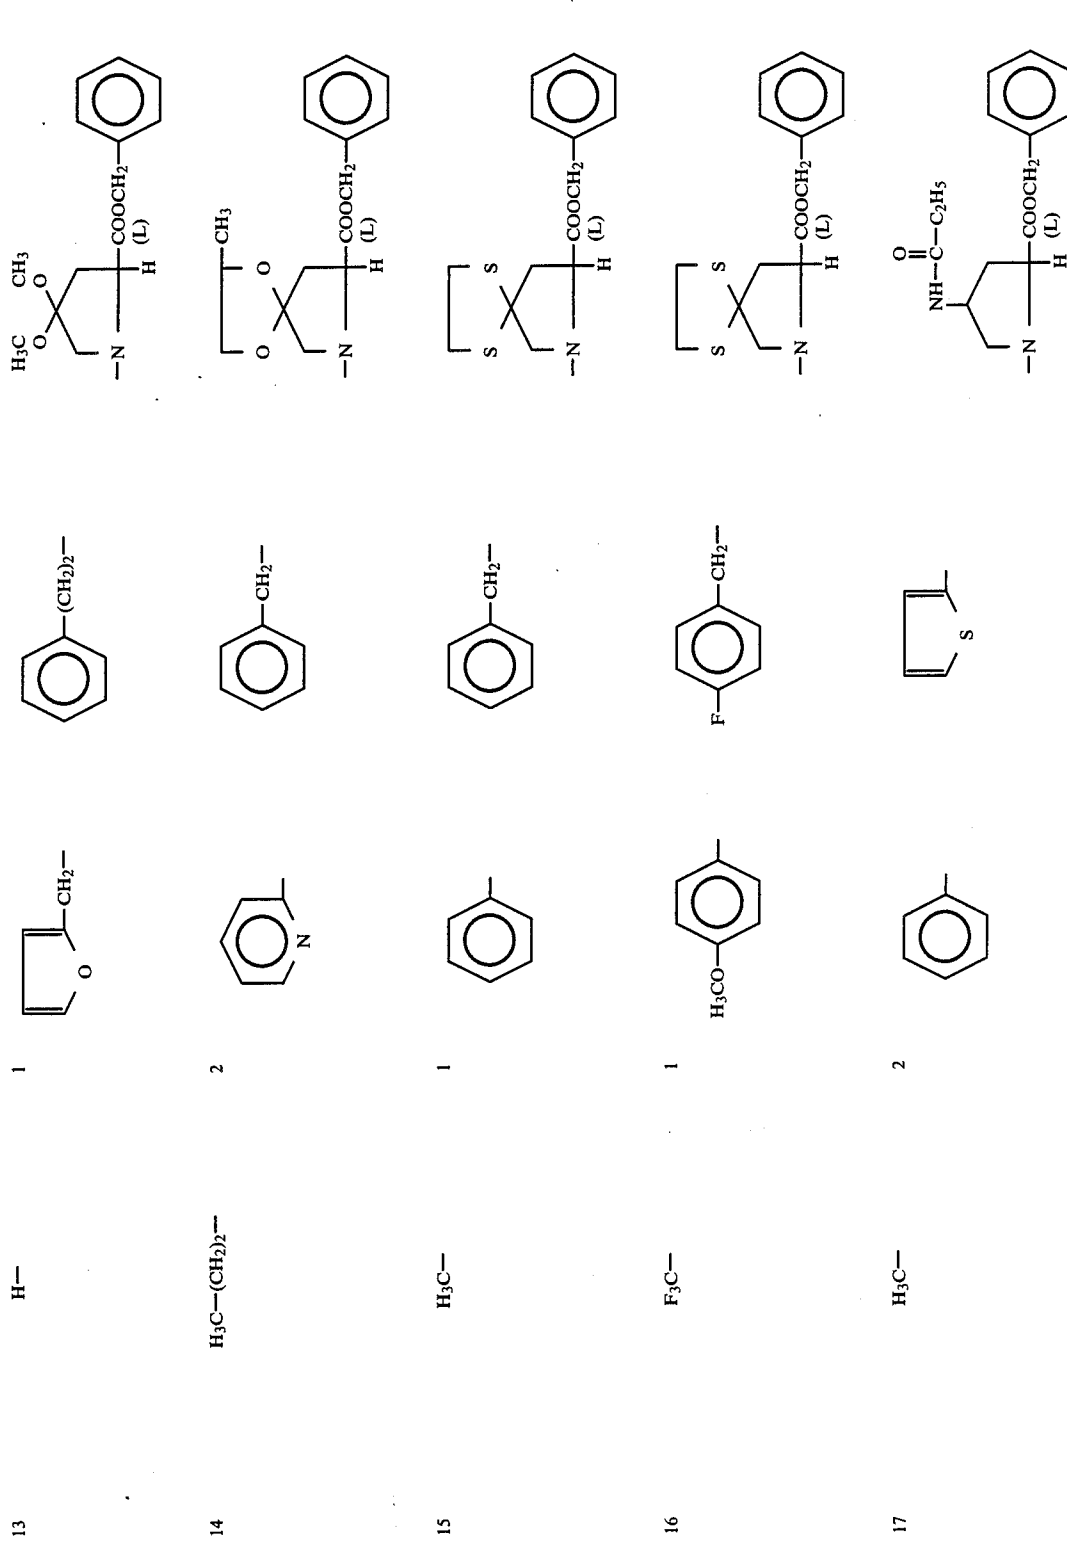 13 H— 1 O CH2— (CH2)2— H3C CH3
O O
—N COOCH2
(L)
H
14 H3C—(CH2)2— 2 N CH2— CH3
O O
—N COOCH2
(L)
H
15 H3C— 1 CH2— S S
—N COOCH2
(L)
H
16 F3C— 1 H3CO F CH2— S S
—N COOCH2
(L)
H
17 H3C— 2 S O
NH—C—C2H5
—N COOCH2
(L)
H